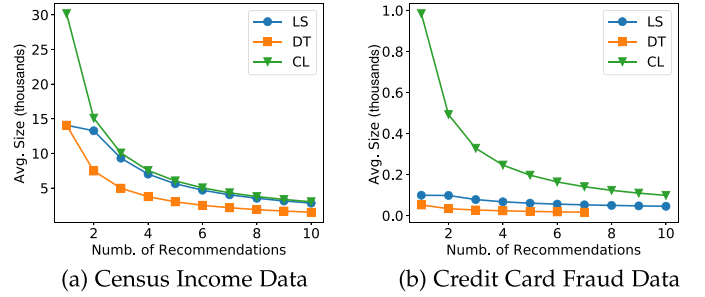 30
25
20
15
10
5
Avg. Size (thousands)
LS
DT
CL
2 4 6 8 10
Numb. of Recommendations
(a) Census Income Data
1.0
0.8
0.6
0.4
0.2
0.0
Avg. Size (thousands)
LS
DT
CL
2 4 6 8 10
Numb. of Recommendations
(b) Credit Card Fraud Data